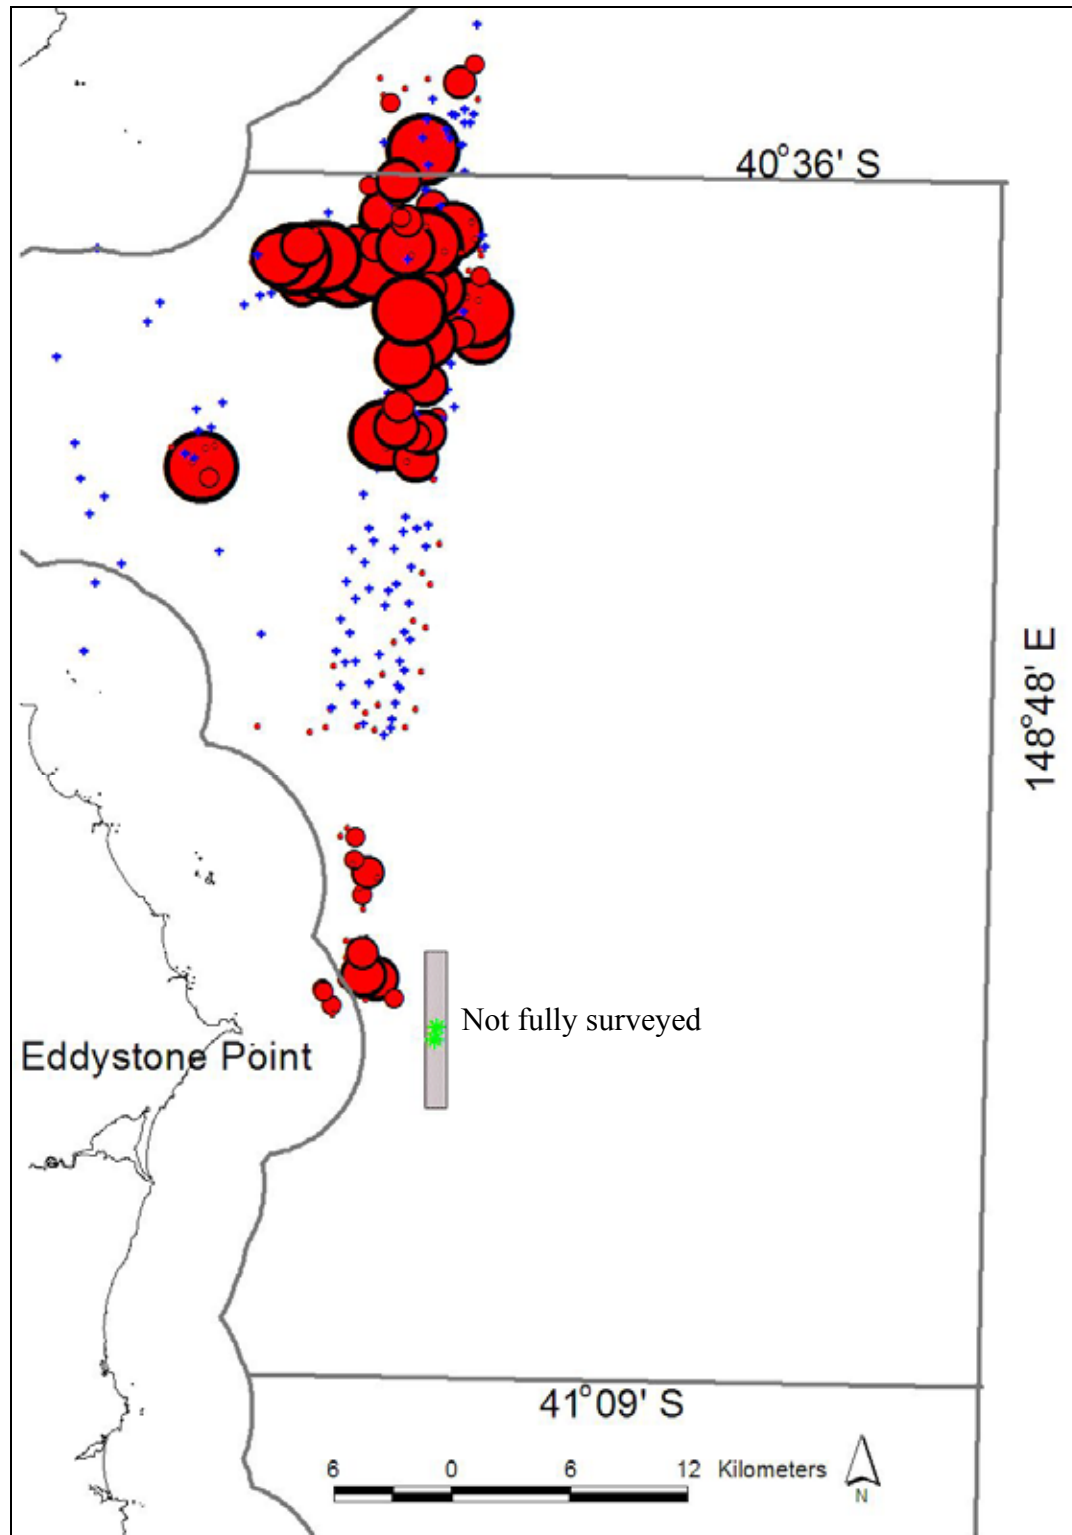 40°36' S
148°48' E
Not fully surveyed
Eddystone Point
41°09' S
6 0 6 12 Kilometers
N